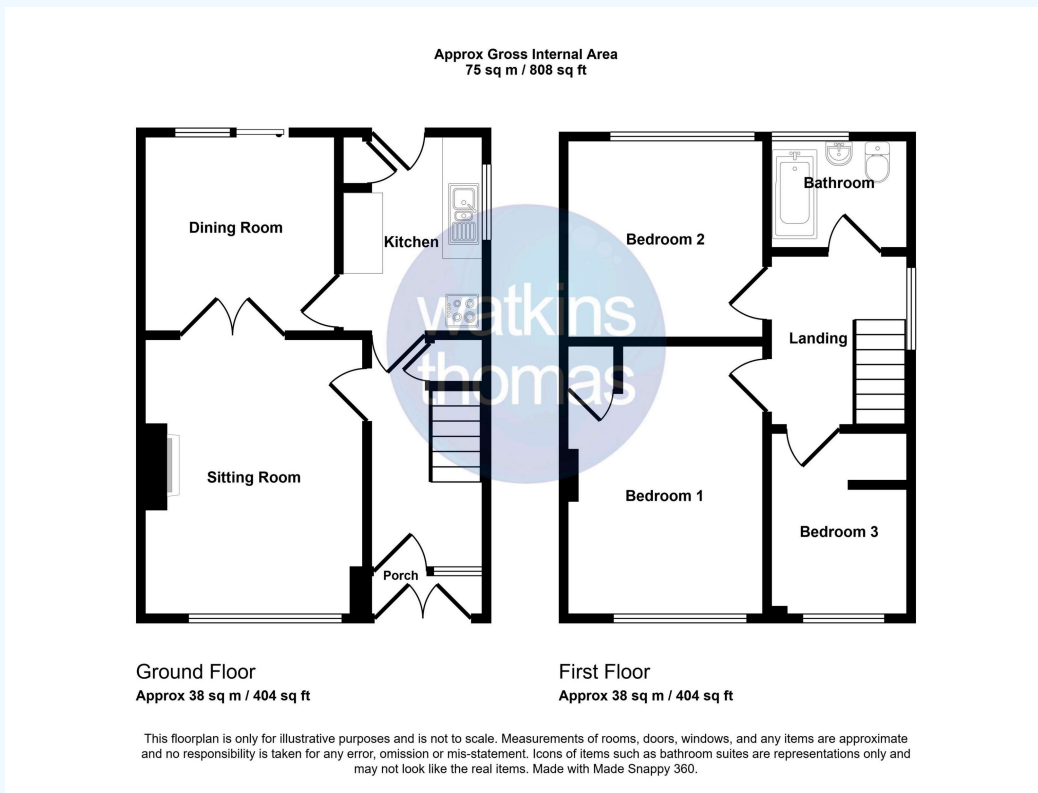 Approx Gross Internal Area
75 sq m / 808 sq ft
Dining Room
Kitchen
Sitting Room
Porch
Bedroom 2
Bathroom
Landing
Bedroom 1
Bedroom 3
watkins
thomas
Ground Floor
Approx 38 sq m / 404 sq ft
First Floor
Approx 38 sq m / 404 sq ft
This floorplan is only for illustrative purposes and is not to scale. Measurements of rooms, doors, windows, and any items are approximate
and no responsibility is taken for any error, omission or mis-statement. Icons of items such as bathroom suites are representations only and
may not look like the real items. Made with Made Snappy 360.